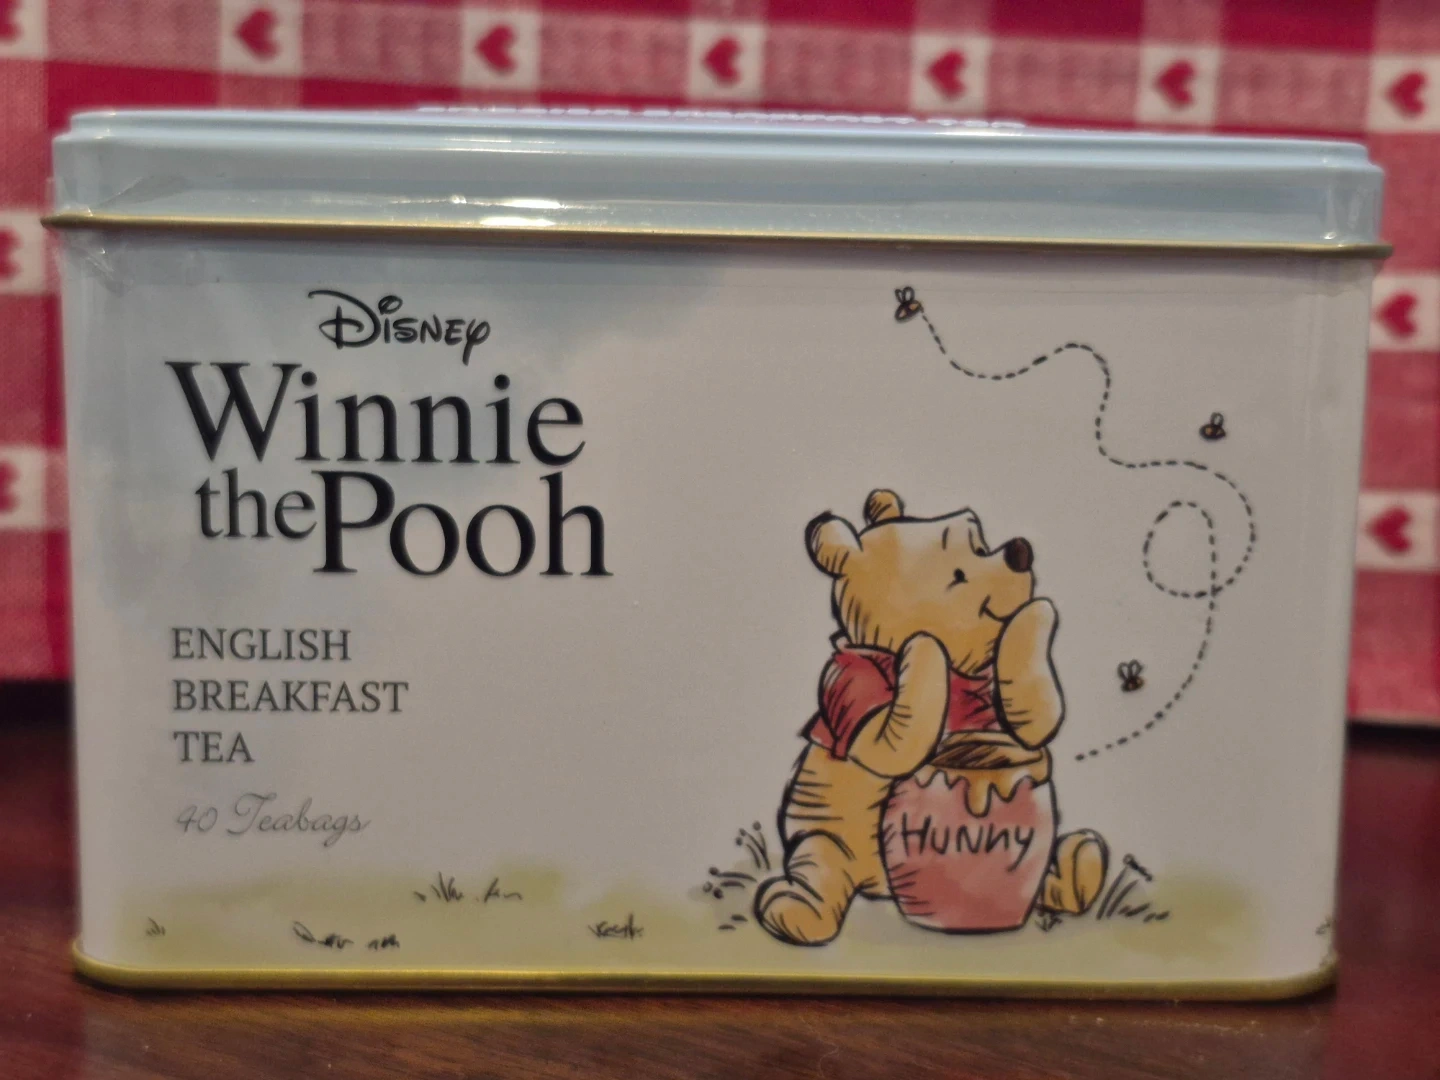 Disney
Winnie
the Pooh
ENGLISH
BREAKFAST
TEA
40 Teabags
HUNNY